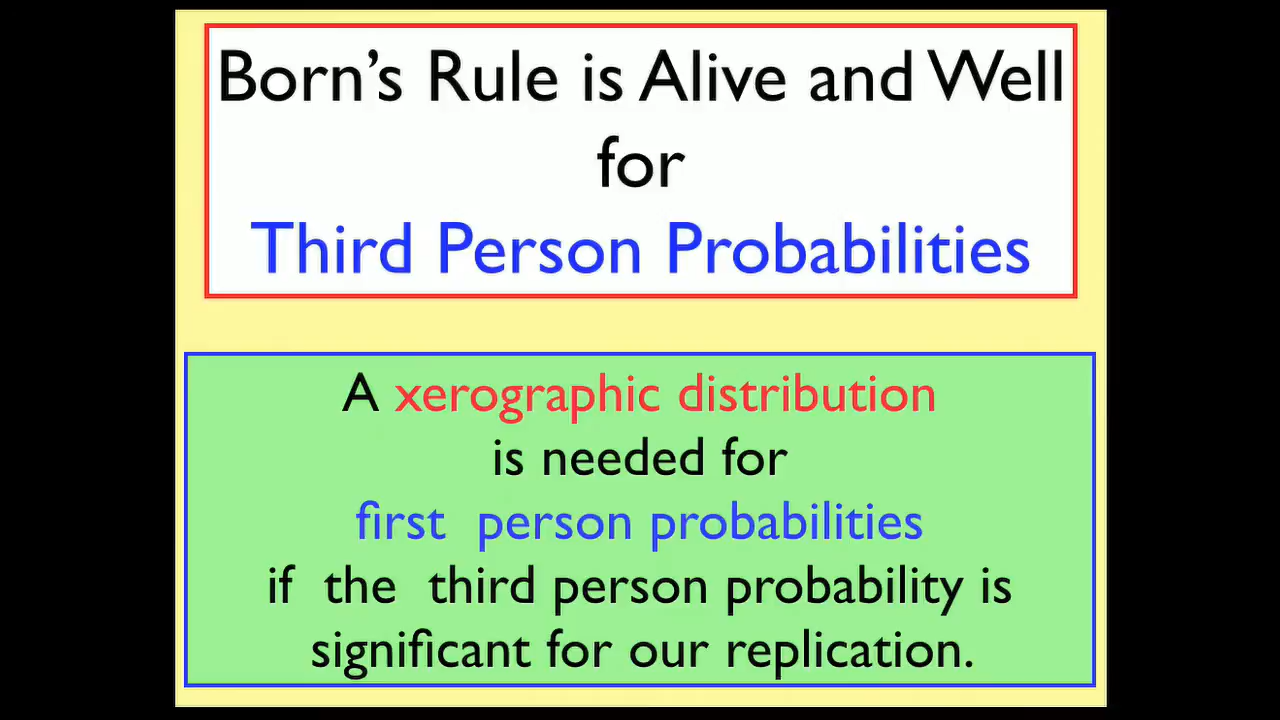 Born’s Rule is Alive and Well
for
Third Person Probabilities
A xerographic distribution
is needed for
first person probabilities
if the third person probability is
significant for our replication.